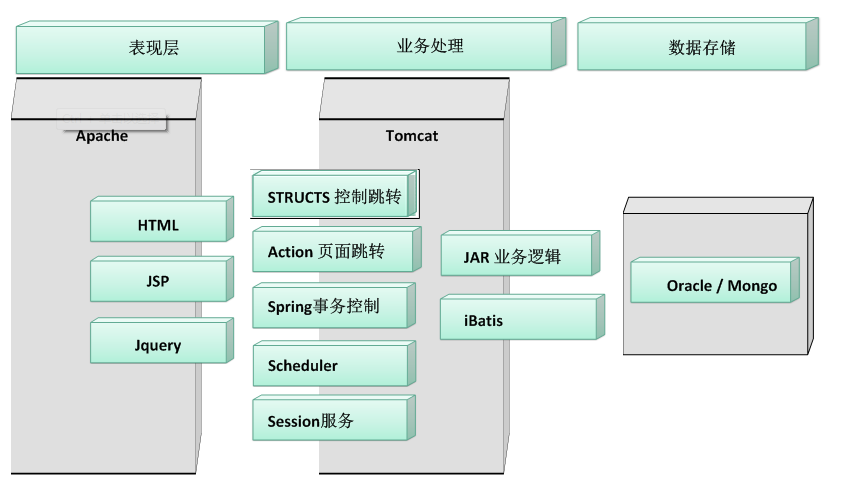 表现层
业务处理
数据存储
Apache
HTML
JSP
Jquery
Tomcat
STRUCTS 控制跳转
Action 页面跳转
Spring事务控制
Scheduler
Session服务
JAR 业务逻辑
iBatis
Oracle / Mongo